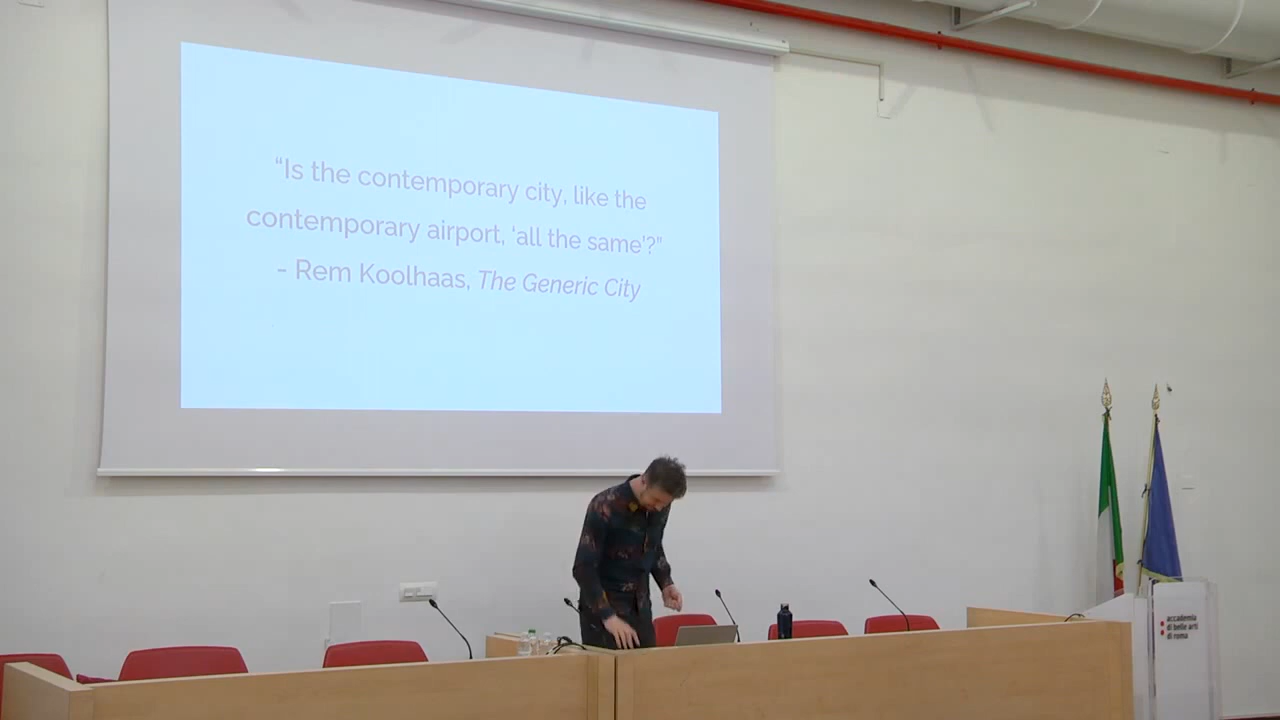 “Is the contemporary city, like the
contemporary airport, ‘all the same’?”
- Rem Koolhaas, The Generic City
accademia
di belle arti
di roma